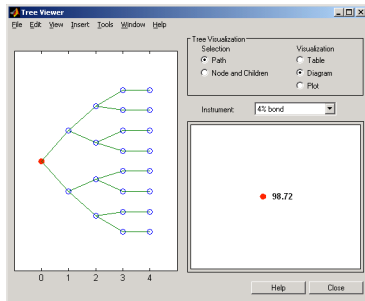 Tree Viewer
File Edit View Insert Tools Window Help
Tree Visualization
Selection
Visualization
Path
Table
Node and Children
Diagram
Plot
Instrument:
4% bond
98.72
0 1 2 3 4
Help
Close